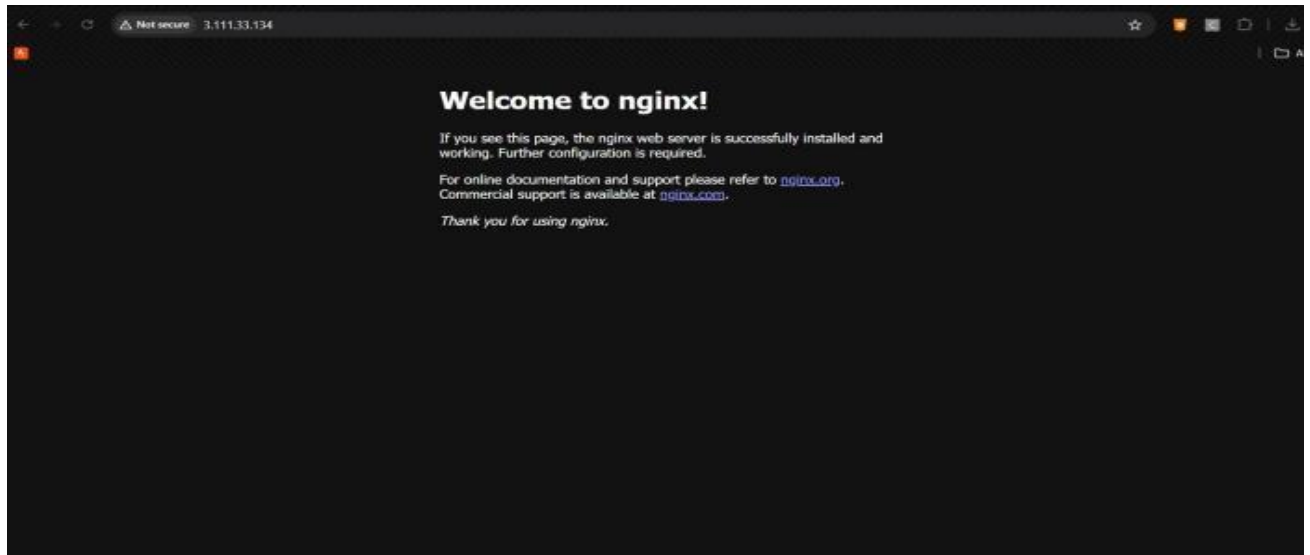 Not secure 3.111.33.134
A
Welcome to nginx!
If you see this page, the nginx web server is successfully installed and
working. Further configuration is required.
For online documentation and support please refer to nginx.org.
Commercial support is available at nginx.com.
Thank you for using nginx.